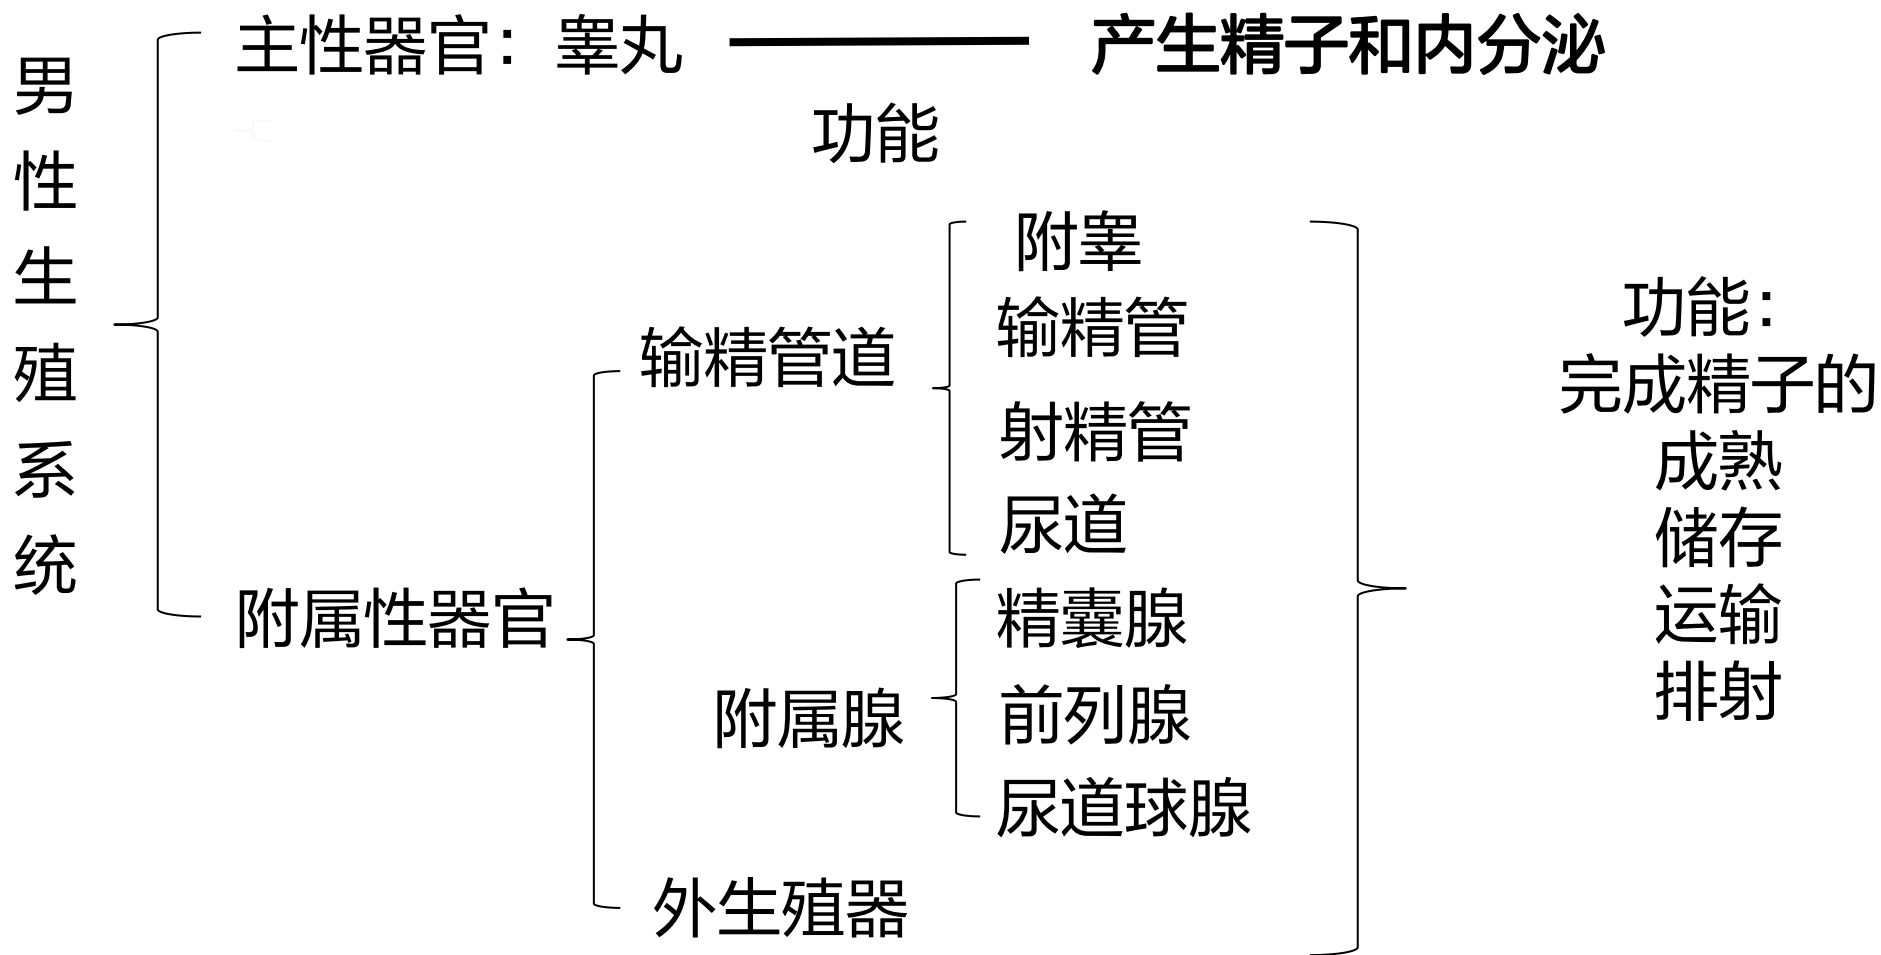 男性生殖系统
主性器官：睾丸
产生精子和内分泌
功能
附属性器官
输精管道
附睾
输精管
射精管
尿道
附属腺
精囊腺
前列腺
尿道球腺
外生殖器
功能：
完成精子的
成熟
储存
运输
排射